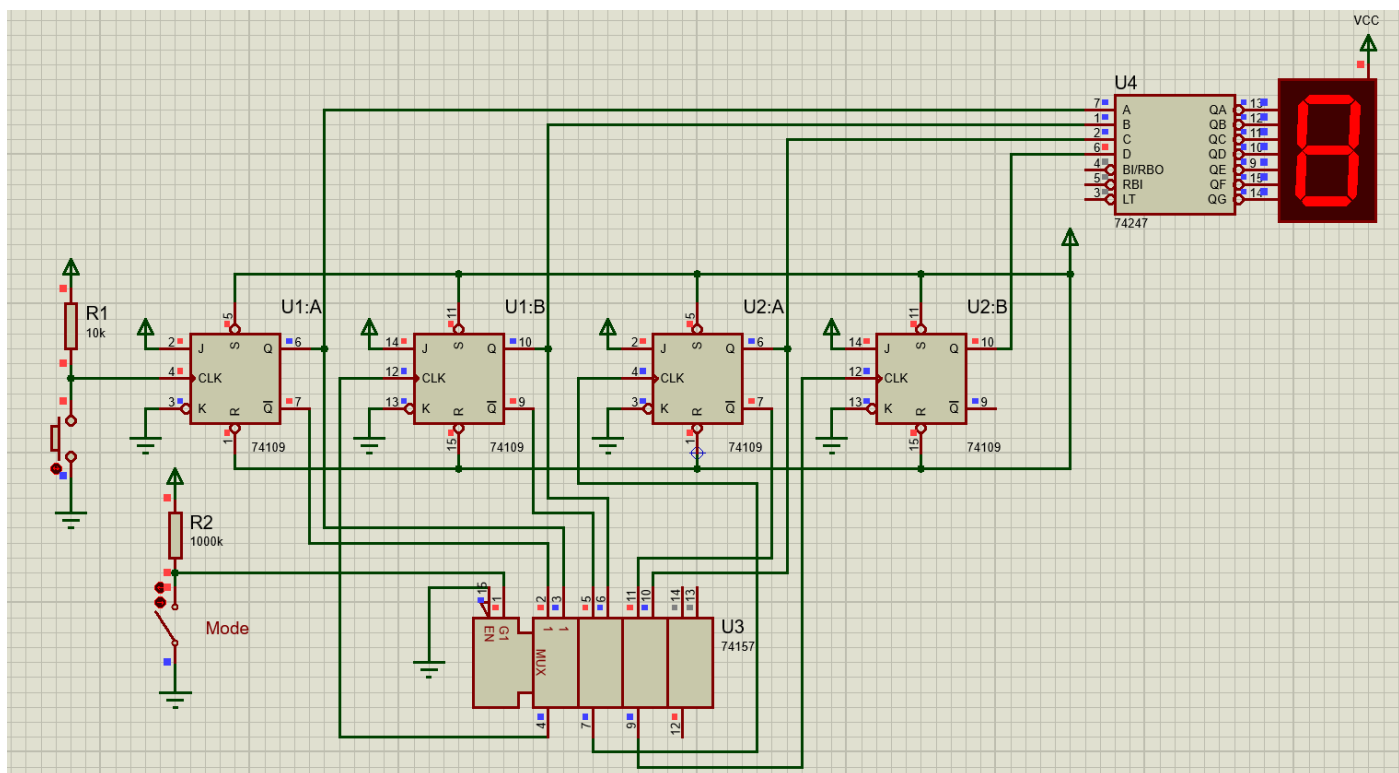 VCC
U4
7 A QA 13
1 B QB 12
2 C QC 11
6 D QD 10
4 BI/RBO QE 9
5 RBI QF 15
3 LT QG 14
74247
R1
10k
U1:A
5
2 J S Q 6
4 CLK
3 K R Q 7
1
74109
U1:B
11
14 J S Q 10
12 CLK
13 K R Q 9
15
74109
U2:A
5
2 J S Q 6
4 CLK
3 K R Q 7
1
74109
U2:B
11
14 J S Q 10
12 CLK
13 K R Q 9
15
74109
R2
1000k
Mode
15 1 2 3 5 6 11 10 14 13
EN G1 1 1
MUX
U3
74157
4 7 9 12